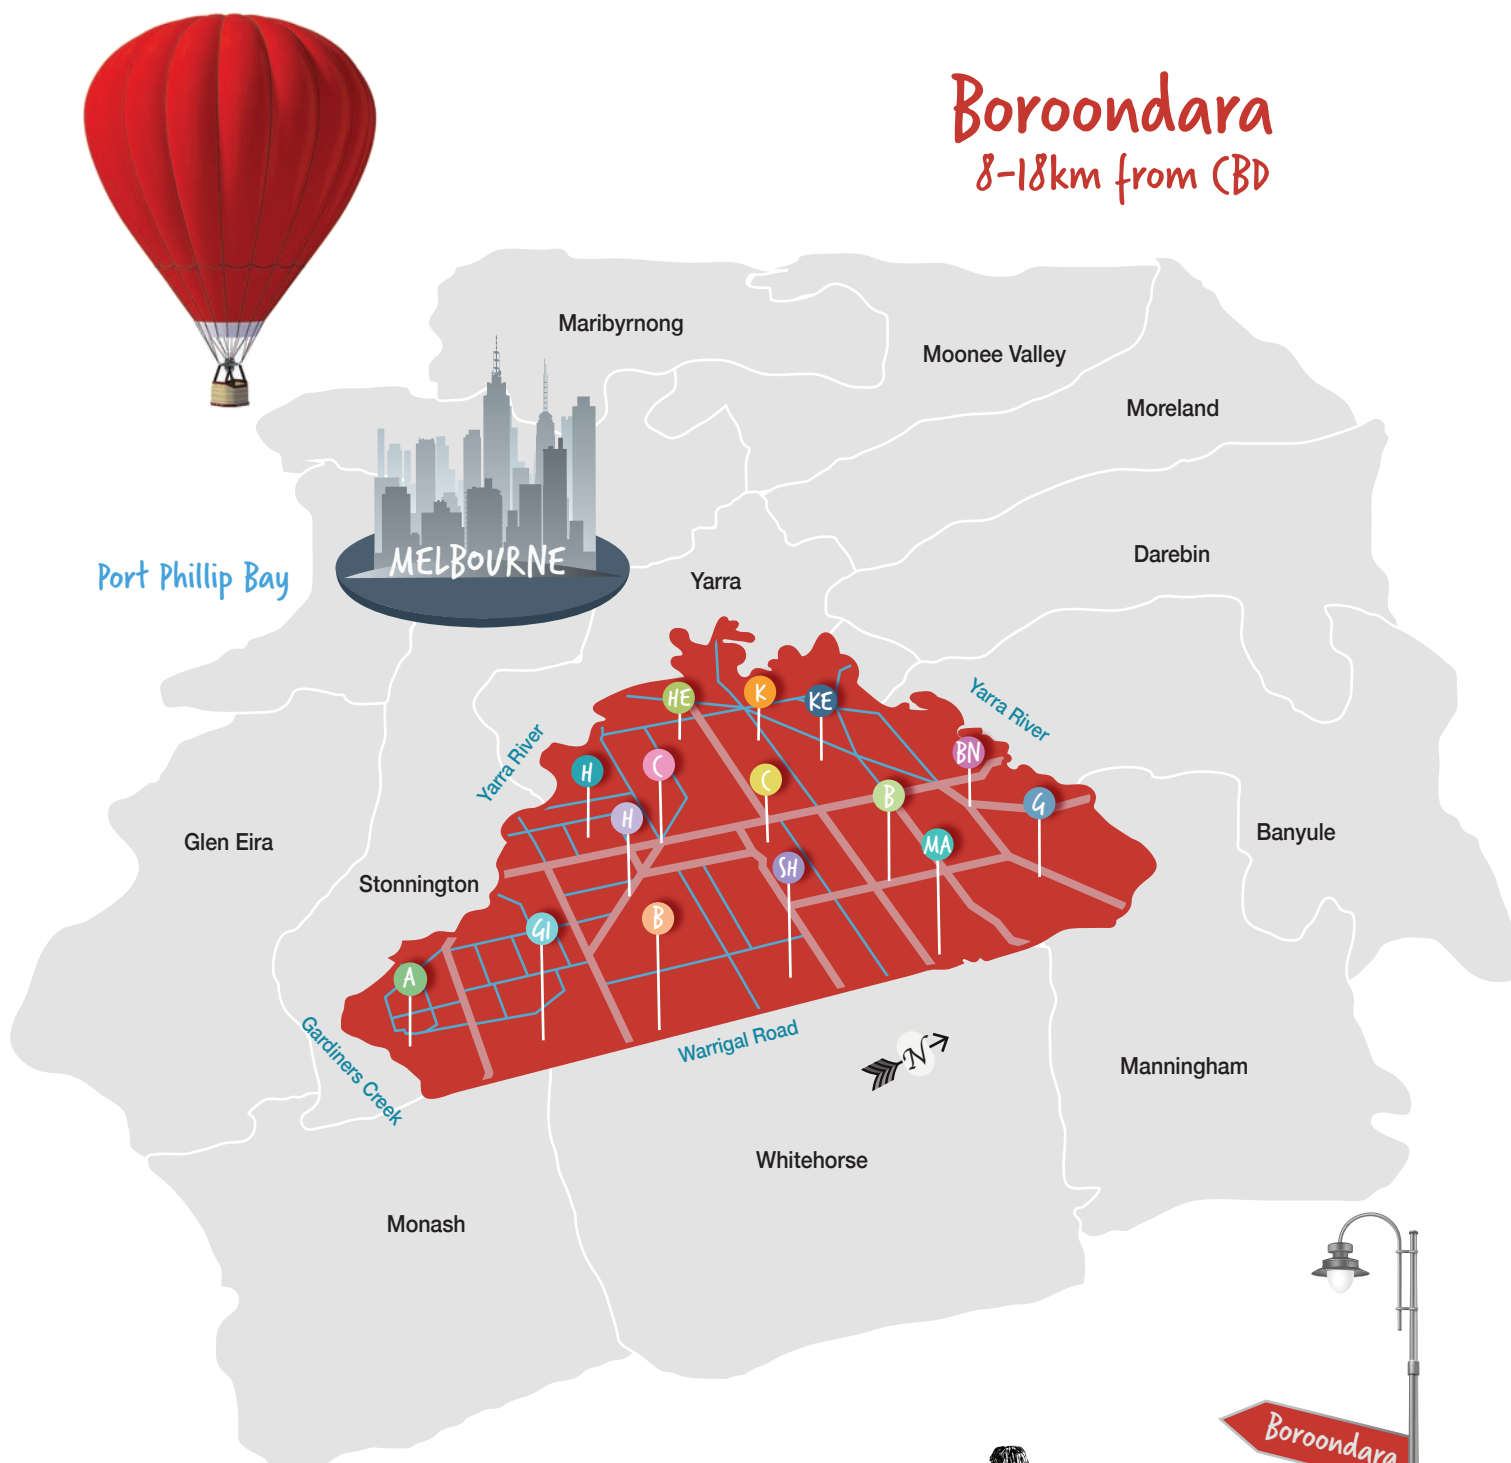 Boroondara
8-18km from CBD
Maribyrnong
Moonee Valley
Moreland
MELBOURNE
Port Phillip Bay
Yarra
Darebin
Yarra River
Yarra River
HE
K
KE
BN
H
C
C
B
G
H
MA
SH
B
GI
A
Glen Eira
Stonnington
Banyule
Gardiners Creek
Warrigal Road
N
Manningham
Whitehorse
Monash
Boroondara